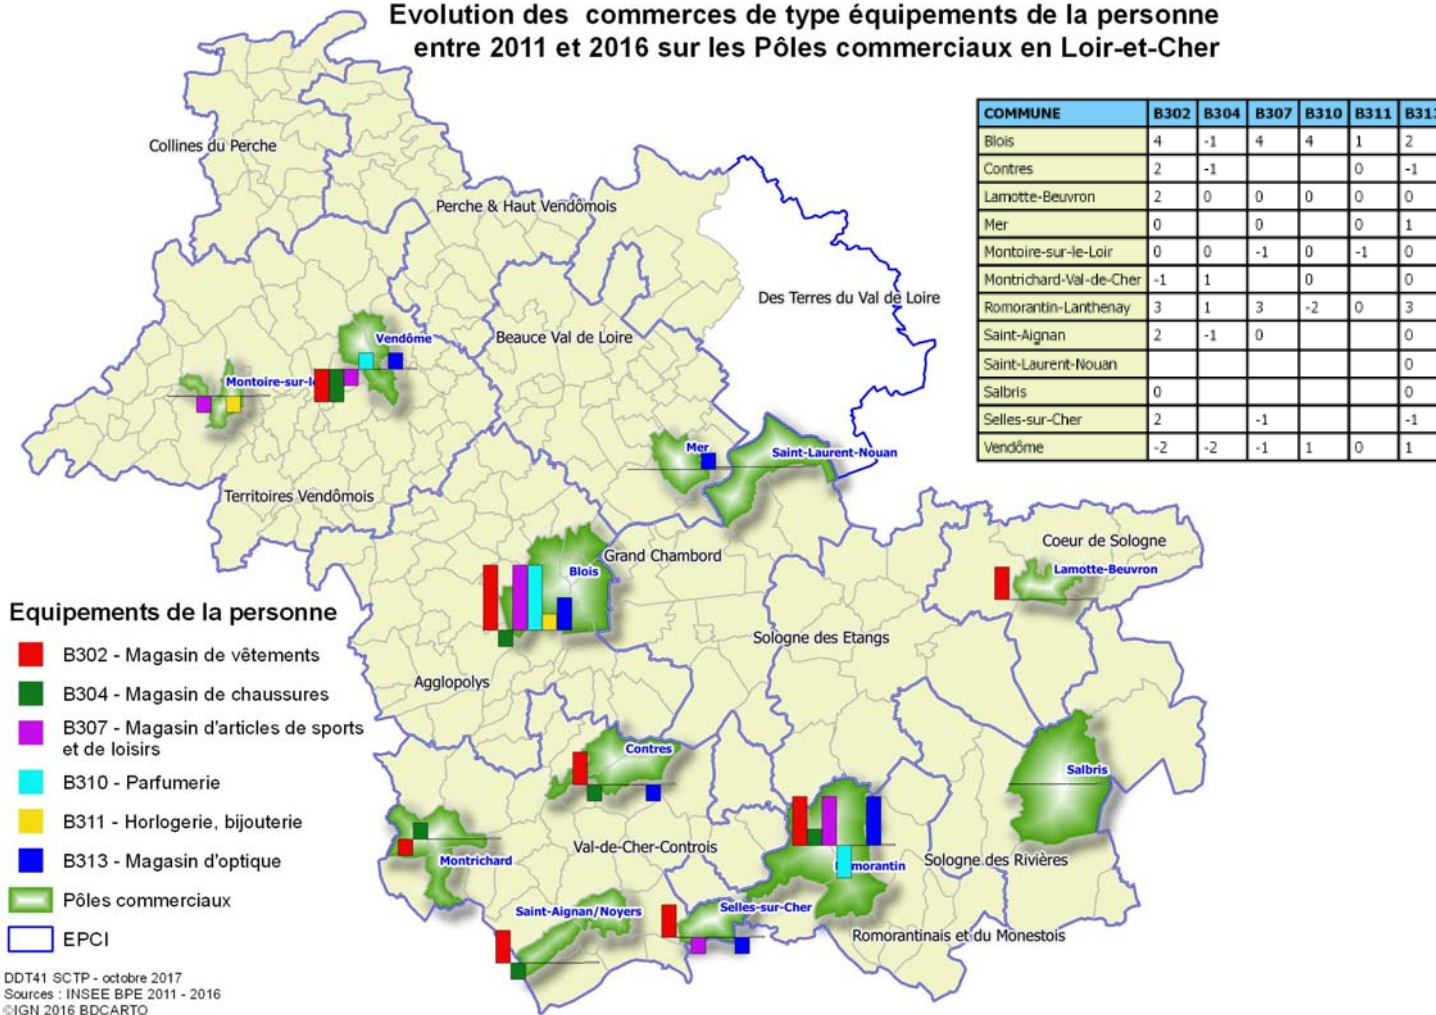 Evolution des commerces de type équipements de la personne
entre 2011 et 2016 sur les Pôles commerciaux en Loir-et-Cher
COMMUNE B302 B304 B307 B310 B311 B313
Blois 4 -1 4 4 1 2
Contres 2 -1 0 -1
Lamotte-Beuvron 2 0 0 0 0 0
Mer 0 0 0 1
Montoire-sur-le-Loir 0 0 -1 0 -1 0
Montrichard-Val-de-Cher -1 1 0 0
Romorantin-Lanthenay 3 1 3 -2 0 3
Saint-Aignan 2 -1 0 0
Saint-Laurent-Nouan 0
Salbris 0 0
Selles-sur-Cher 2 -1 -1
Vendôme -2 -2 -1 1 0 1
Collines du Perche
Perche & Haut Vendômois
Des Terres du Val de Loire
Vendôme
Beauce Val de Loire
Montoire-sur-l
Mer
Saint-Laurent-Nouan
Territoires Vendômois
Grand Chambord
Coeur de Sologne
Blois
Lamotte-Beuvron
Sologne des Etangs
Agglopolys
Contres
Salbris
Val-de-Cher-Controis
Montrichard
morantin
Sologne des Rivières
Saint-Aignan/Noyers
Selles-sur-Cher
Romorantinais et du Monestois
Equipements de la personne
B302 - Magasin de vêtements
B304 - Magasin de chaussures
B307 - Magasin d'articles de sports
et de loisirs
B310 - Parfumerie
B311 - Horlogerie, bijouterie
B313 - Magasin d'optique
Pôles commerciaux
EPCI
DDT41 SCTP - octobre 2017
Sources : INSEE BPE 2011 - 2016
©IGN 2016 BDCARTO